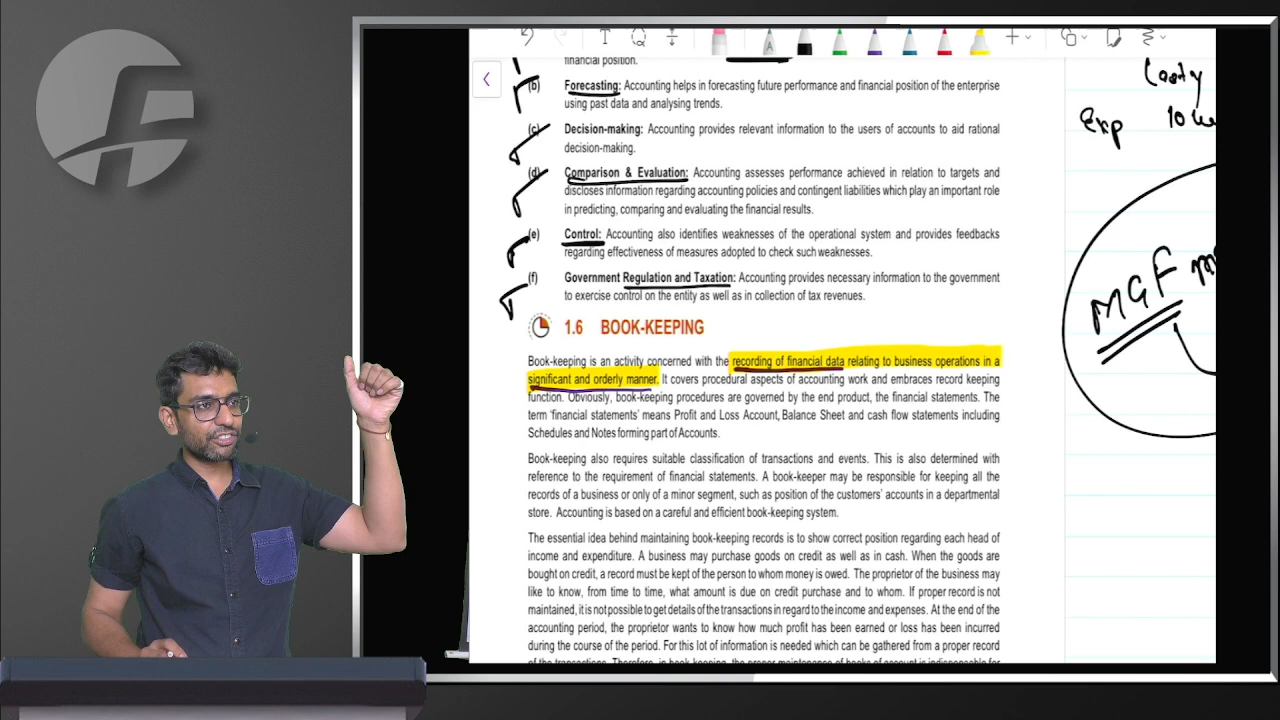 financial position.
(b) Forecasting: Accounting helps in forecasting future performance and financial position of the enterprise
using past data and analysing trends.
(c) Decision-making: Accounting provides relevant information to the users of accounts to aid rational
decision-making.
(d) Comparison & Evaluation: Accounting assesses performance achieved in relation to targets and
discloses information regarding accounting policies and contingent liabilities which play an important role
in predicting, comparing and evaluating the financial results.
(e) Control: Accounting also identifies weaknesses of the operational system and provides feedbacks
regarding effectiveness of measures adopted to check such weaknesses.
(f) Government Regulation and Taxation: Accounting provides necessary information to the government
to exercise control on the entity as well as in collection of tax revenues.
1.6 BOOK-KEEPING
Book-keeping is an activity concerned with the recording of financial data relating to business operations in a
significant and orderly manner. It covers procedural aspects of accounting work and embraces record keeping
function. Obviously, book-keeping procedures are governed by the end product, the financial statements. The
term 'financial statements' means Profit and Loss Account, Balance Sheet and cash flow statements including
Schedules and Notes forming part of Accounts.
Book-keeping also requires suitable classification of transactions and events. This is also determined with
reference to the requirement of financial statements. A book-keeper may be responsible for keeping all the
records of a business or only of a minor segment, such as position of the customers' accounts in a departmental
store. Accounting is based on a careful and efficient book-keeping system.
The essential idea behind maintaining book-keeping records is to show correct position regarding each head of
income and expenditure. A business may purchase goods on credit as well as in cash. When the goods are
bought on credit, a record must be kept of the person to whom money is owed. The proprietor of the business may
like to know, from time to time, what amount is due on credit purchase and to whom. If proper record is not
maintained, it is not possible to get details of the transactions in regard to the income and expenses. At the end of the
accounting period, the proprietor wants to know how much profit has been earned or loss has been incurred
during the course of the period. For this lot of information is needed which can be gathered from a proper record
of the transactions. Therefore, in book-keeping, the proper maintenance of books of account is indispensable for
Exp 10
MGF